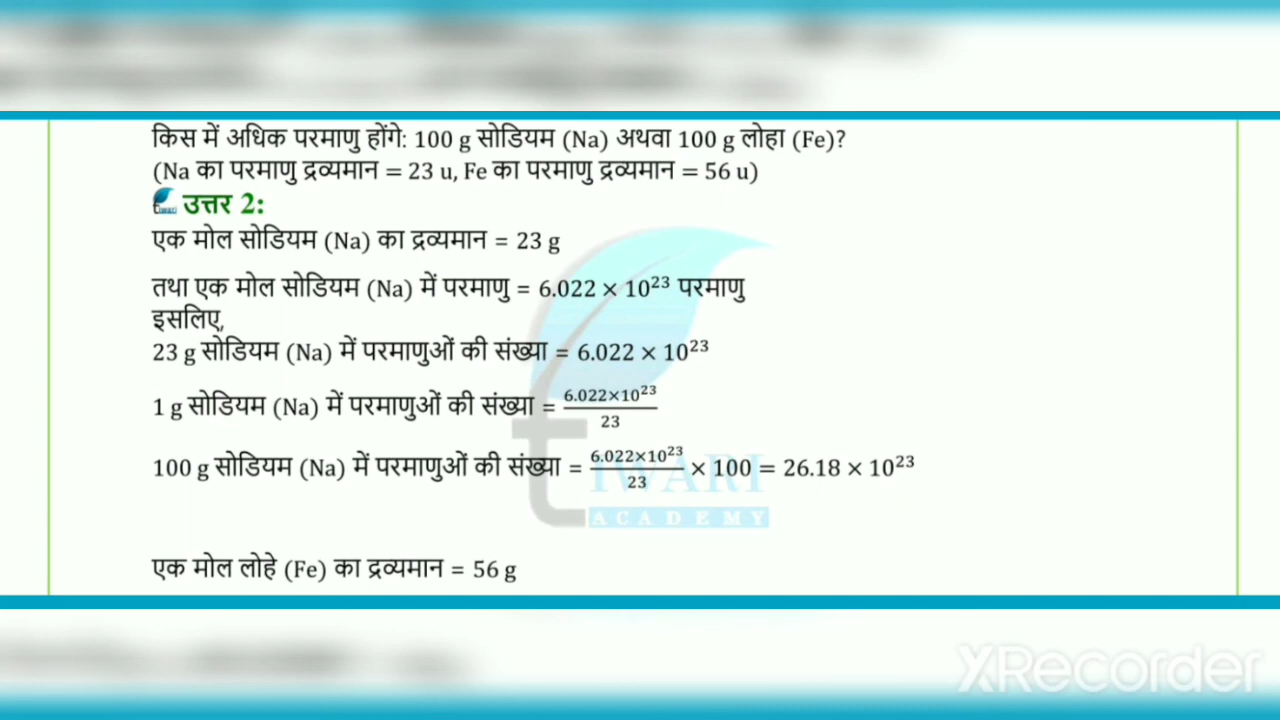 किस में अधिक परमाणु होंगे: 100 g सोडियम (Na) अथवा 100 g लोहा (Fe)?
(Na का परमाणु द्रव्यमान = 23 u, Fe का परमाणु द्रव्यमान = 56 u)
tiwari उत्तर 2:
एक मोल सोडियम (Na) का द्रव्यमान = 23 g
तथा एक मोल सोडियम (Na) में परमाणु = 6.022 × 10²³ परमाणु
इसलिए,
23 g सोडियम (Na) में परमाणुओं की संख्या = 6.022 × 10²³
1 g सोडियम (Na) में परमाणुओं की संख्या = 6.022×10²³/23
100 g सोडियम (Na) में परमाणुओं की संख्या = 6.022×10²³/23 × 100 = 26.18 × 10²³
TIWARI
ACADEMY
एक मोल लोहे (Fe) का द्रव्यमान = 56 g
XRecorder